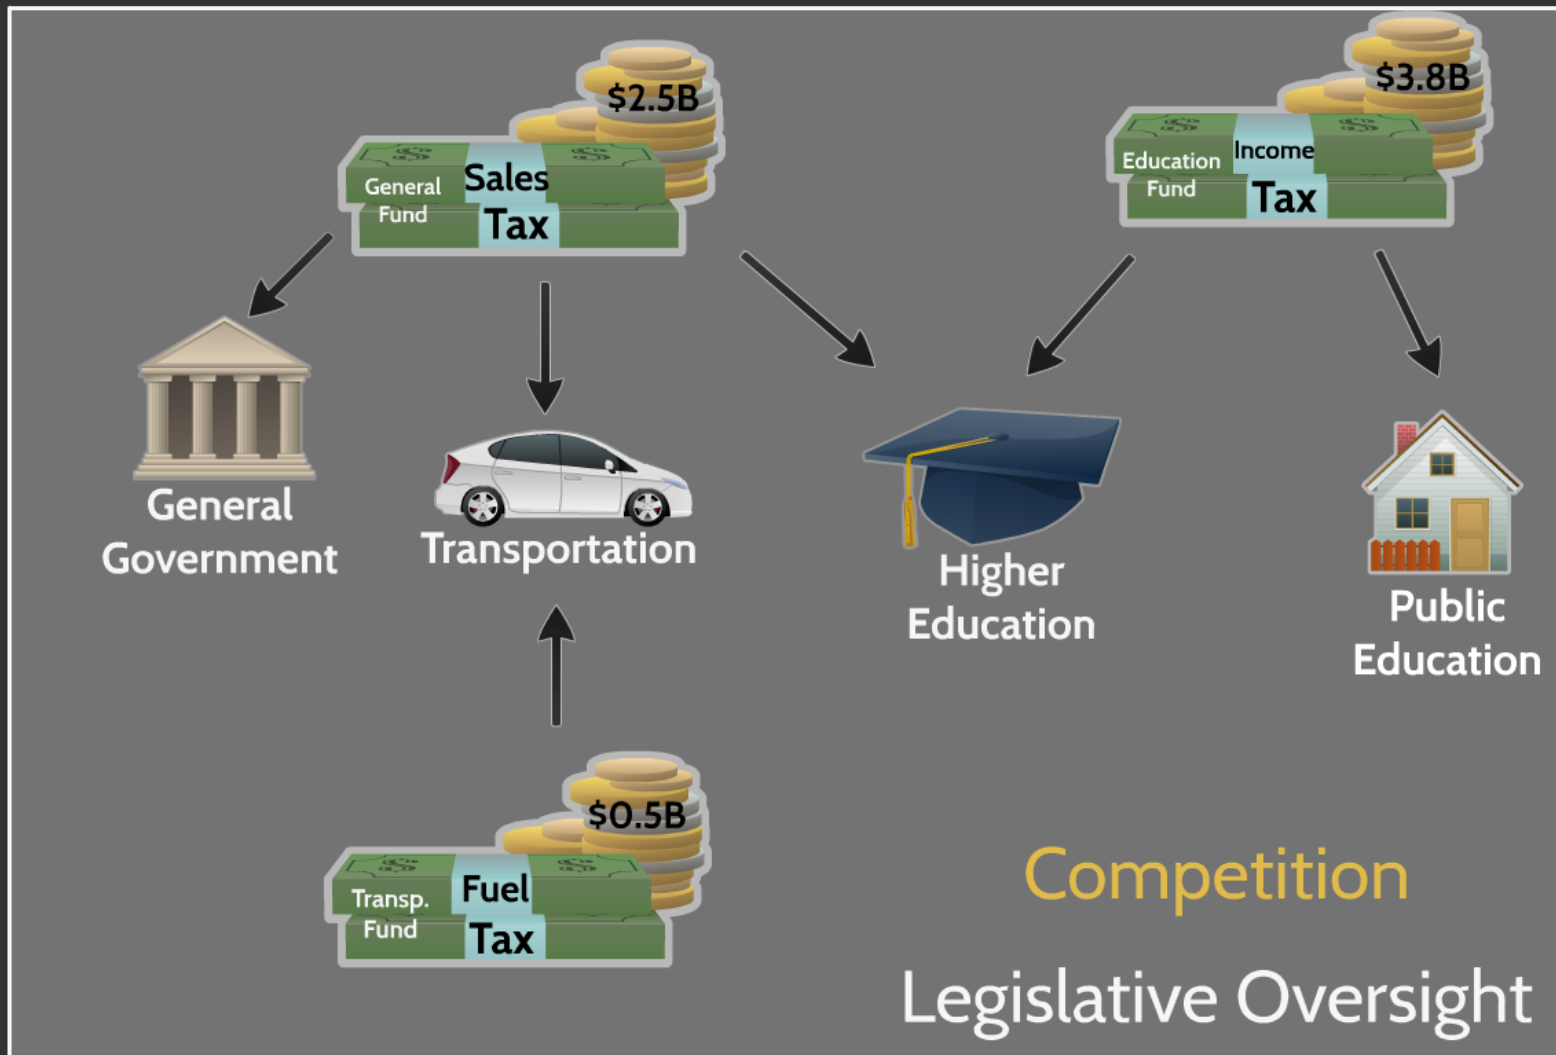 $2.5B
General
Fund
Sales
Tax
$3.8B
Education
Fund
Income
Tax
General
Government
Transportation
Higher
Education
Public
Education
$0.5B
Transp.
Fund
Fuel
Tax
Competition
Legislative Oversight